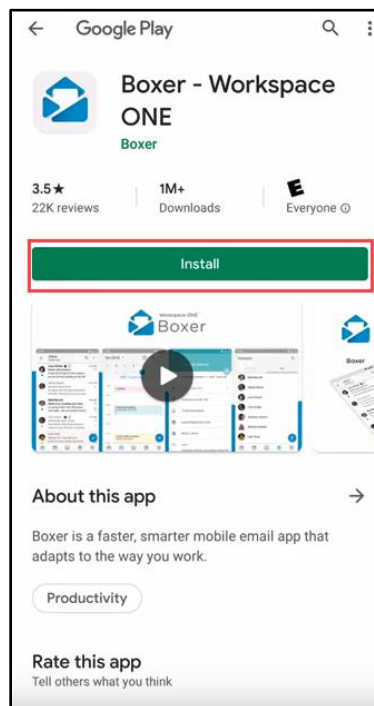 Google Play
Boxer - Workspace
ONE
Boxer
3.5★
22K reviews
1M+
Downloads
E
Everyone
Install
Workspace ONE
Boxer
Boxer
About this app
Boxer is a faster, smarter mobile email app that
adapts to the way you work.
Productivity
Rate this app
Tell others what you think